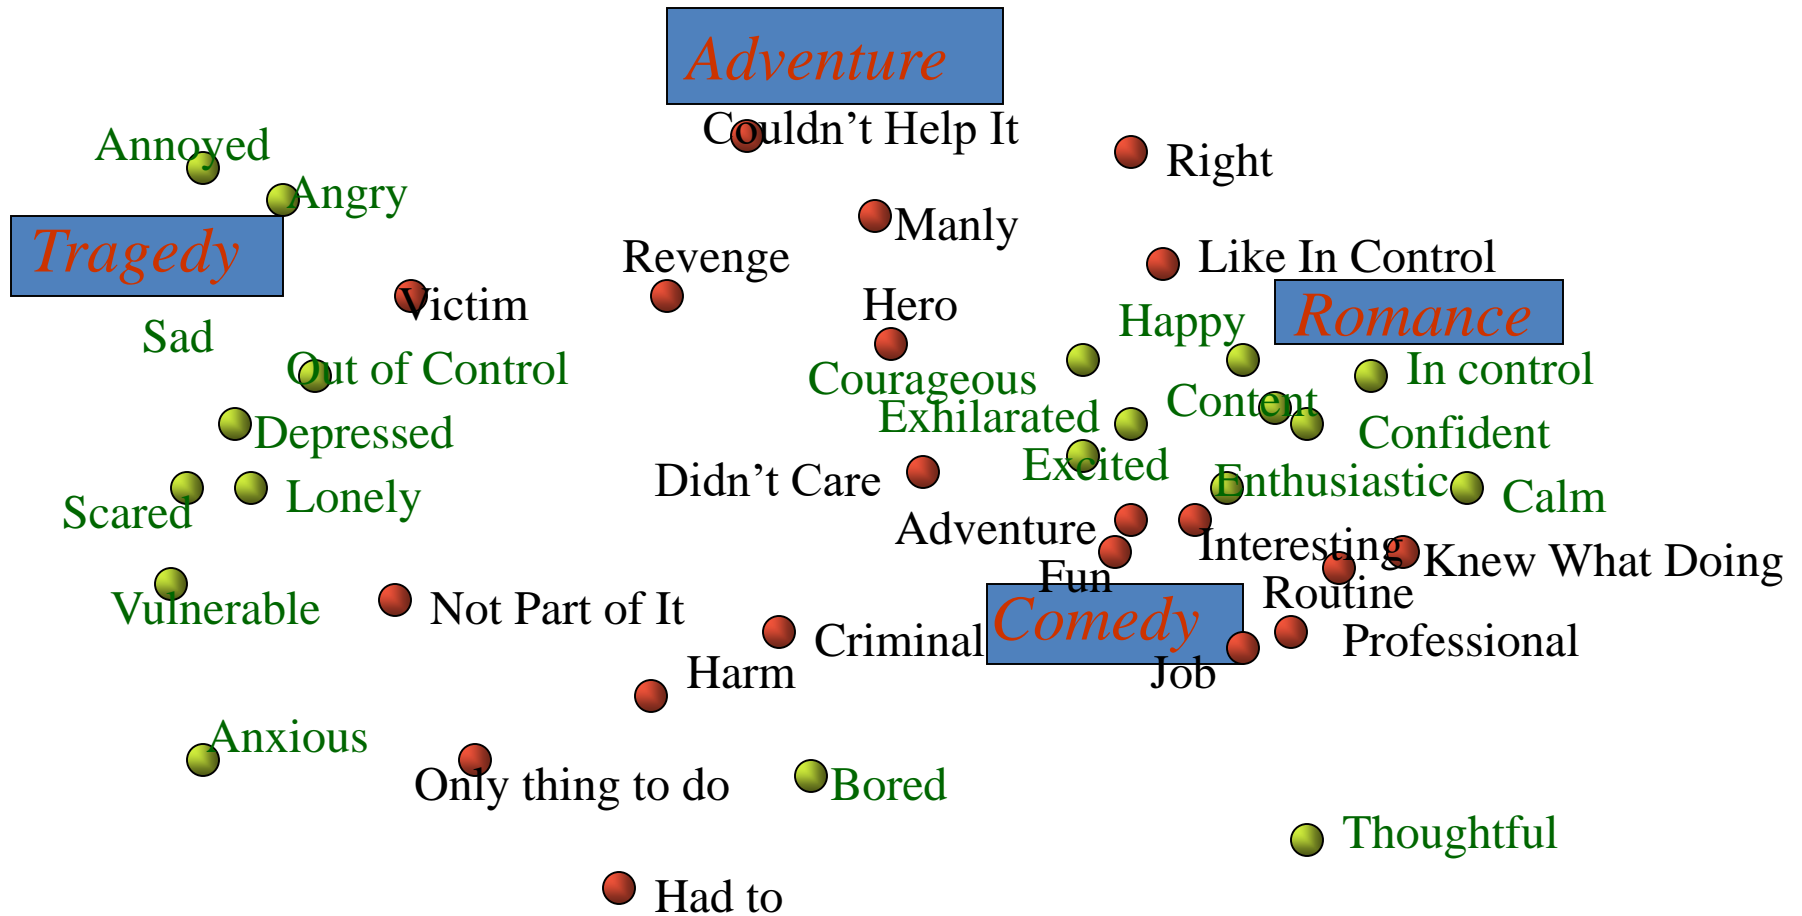 Adventure
Couldn’t Help It
Annoyed
Right
Angry
Manly
Tragedy
Revenge
Like In Control
Victim
Hero
Happy
Romance
Sad
Out of Control
Courageous
In control
Exhilarated
Content
Depressed
Confident
Excited
Didn’t Care
Enthusiastic
Lonely
Calm
Scared
Adventure
Interesting
Knew What Doing
Fun
Routine
Vulnerable
Not Part of It
Comedy
Criminal
Professional
Harm
Job
Anxious
Only thing to do
Bored
Thoughtful
Had to